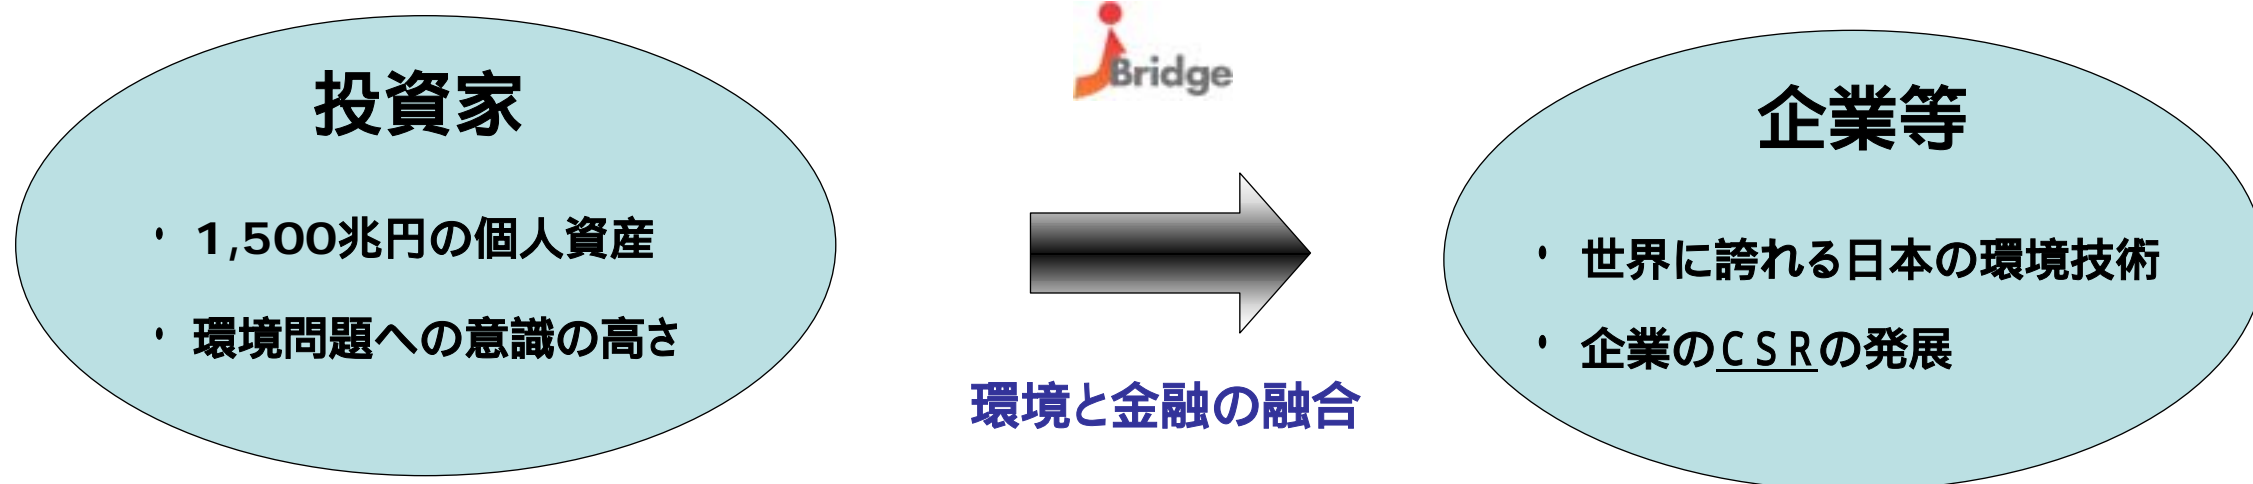 投資家
・ 1,500兆円の個人資産
・ 環境問題への意識の高さ
Bridge
環境と金融の融合
企業等
・ 世界に誇れる日本の環境技術
・ 企業のCSRの発展